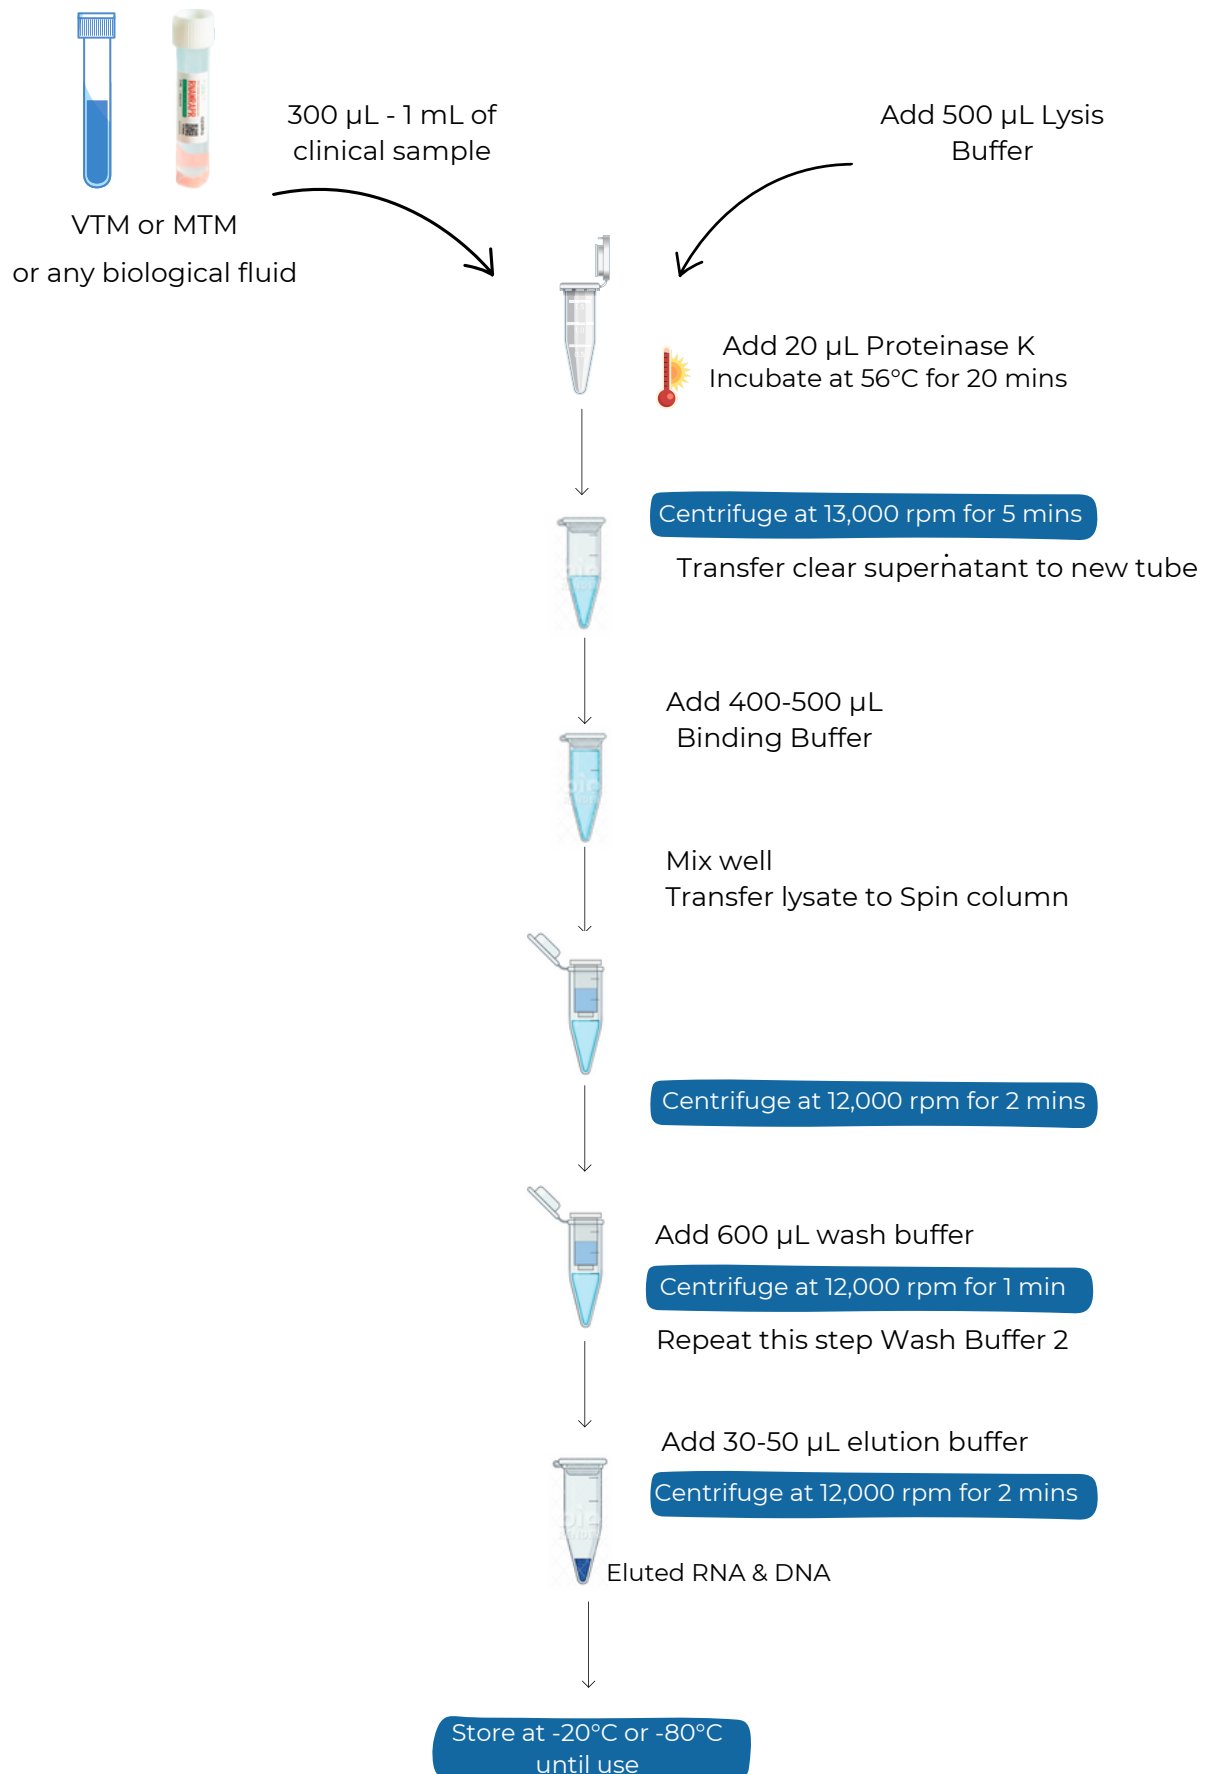 300 µL - 1 mL of
clinical sample
Add 500 µL Lysis
Buffer
VTM or MTM
or any biological fluid
Add 20 µL Proteinase K
Incubate at 56°C for 20 mins
Centrifuge at 13,000 rpm for 5 mins
Transfer clear supernatant to new tube
Add 400-500 µL
Binding Buffer
Mix well
Transfer lysate to Spin column
Centrifuge at 12,000 rpm for 2 mins
Add 600 µL wash buffer
Centrifuge at 12,000 rpm for 1 min
Repeat this step Wash Buffer 2
Add 30-50 µL elution buffer
Centrifuge at 12,000 rpm for 2 mins
Eluted RNA & DNA
Store at -20°C or -80°C
until use